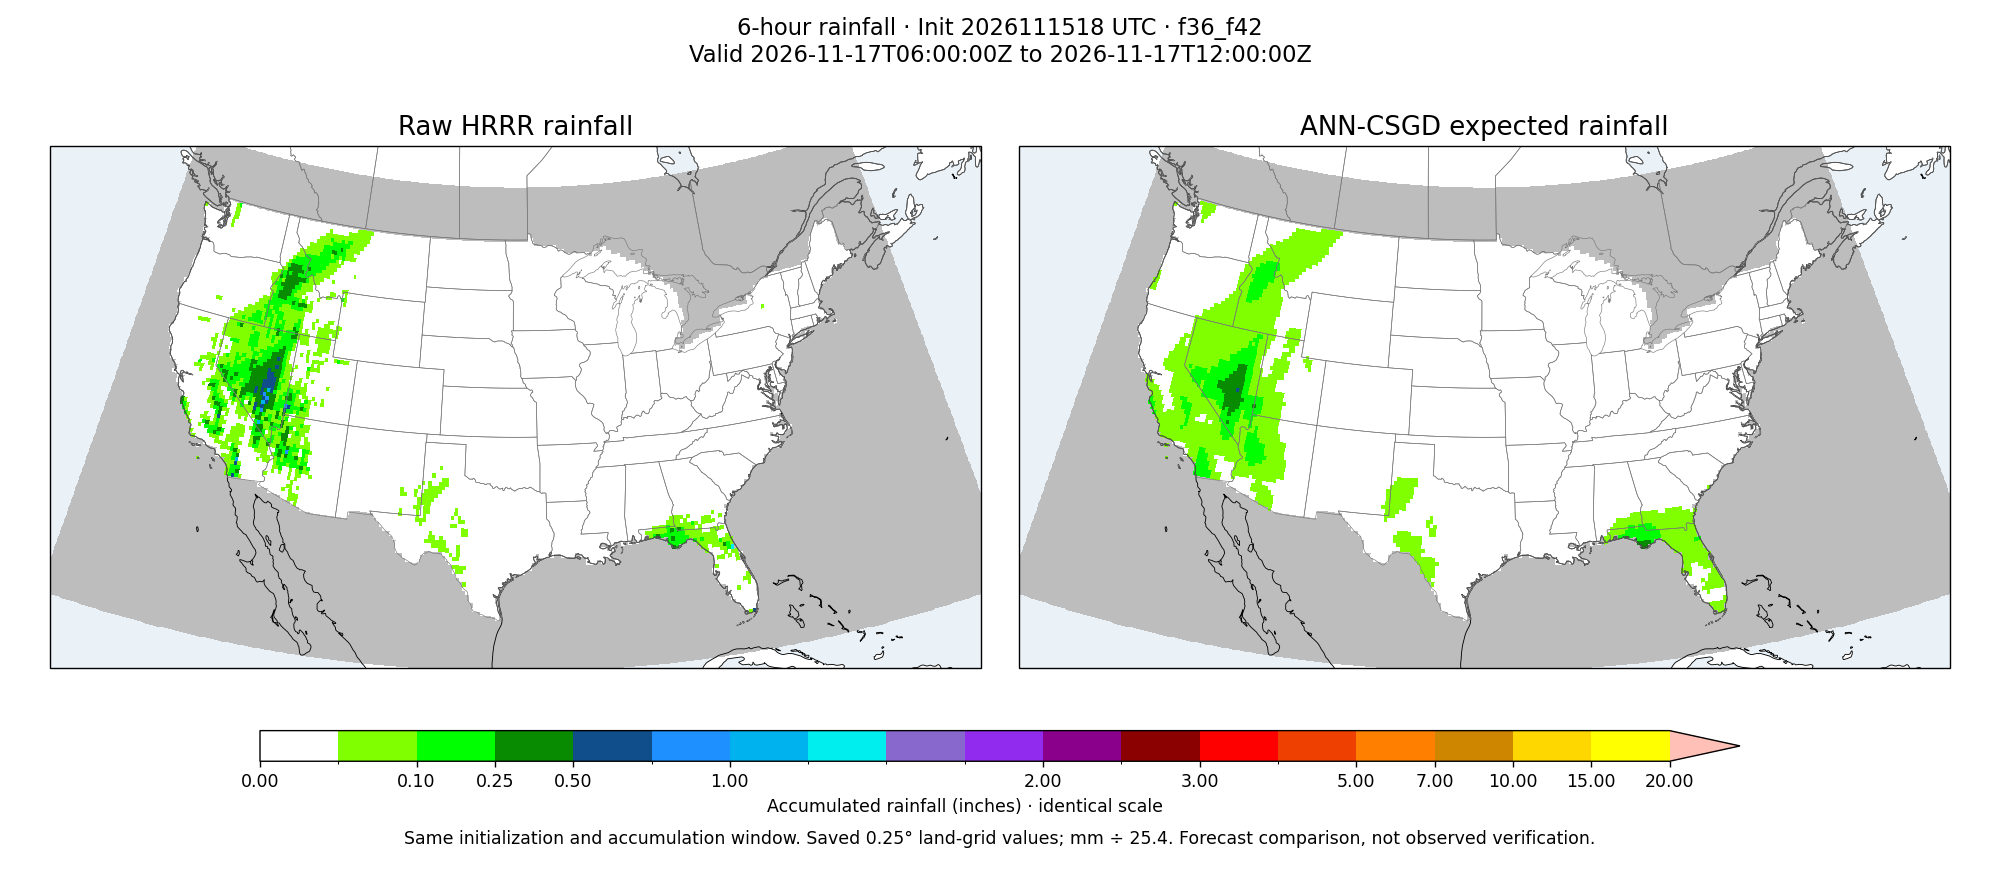 6-hour rainfall · Init 2026111518 UTC · f36_f42
Valid 2026-11-17T06:00:00Z to 2026-11-17T12:00:00Z
Raw HRRR rainfall
ANN-CSGD expected rainfall
0.00 0.10 0.25 0.50 1.00 2.00 3.00 5.00 7.00 10.00 15.00 20.00
Accumulated rainfall (inches) · identical scale
Same initialization and accumulation window. Saved 0.25° land-grid values; mm ÷ 25.4. Forecast comparison, not observed verification.